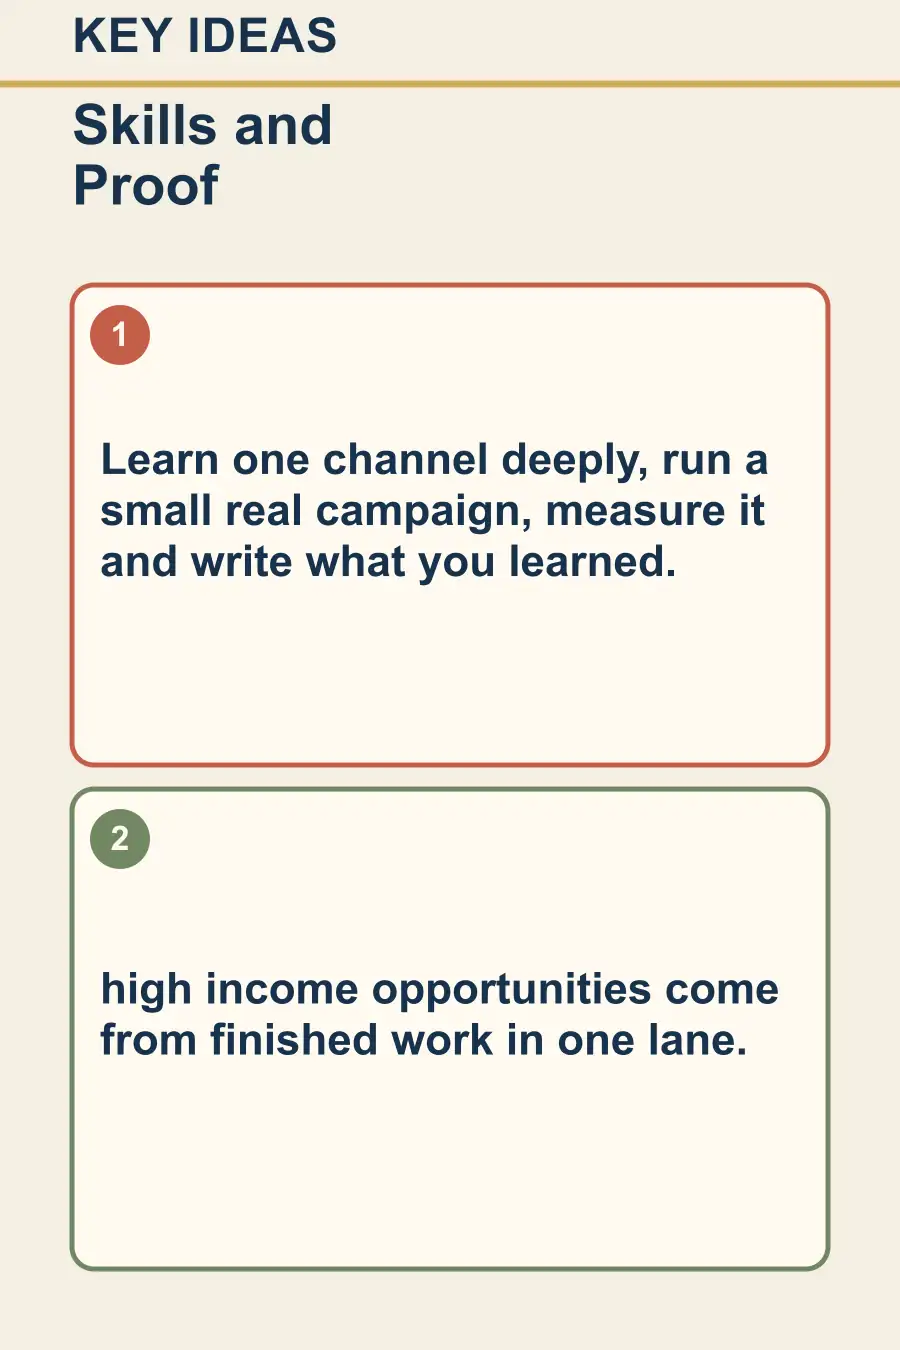 KEY IDEAS
Skills and
Proof
1
Learn one channel deeply, run a
small real campaign, measure it
and write what you learned.
2
high income opportunities come
from finished work in one lane.